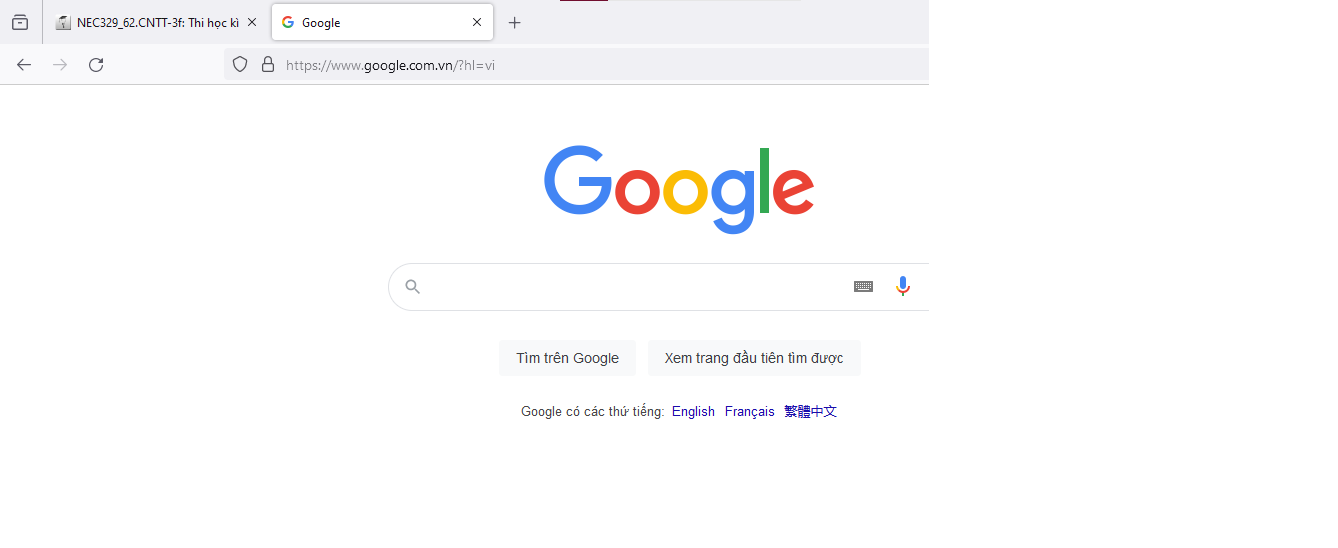 NEC329_62.CNTT-3f: Thi học kì
Google
https://www.google.com.vn/?hl=vi
Google
Tìm trên Google
Xem trang đầu tiên tìm được
Google có các thứ tiếng: English Français 繁體中文